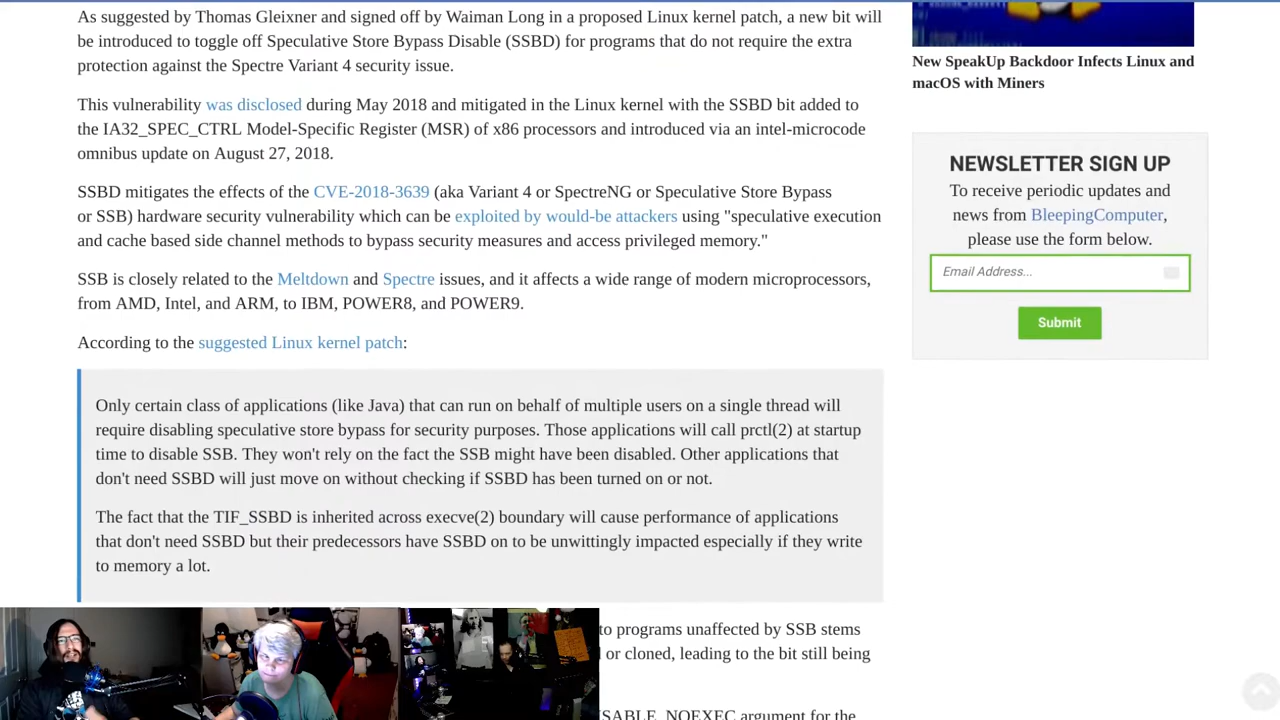 As suggested by Thomas Gleixner and signed off by Waiman Long in a proposed Linux kernel patch, a new bit will
be introduced to toggle off Speculative Store Bypass Disable (SSBD) for programs that do not require the extra
protection against the Spectre Variant 4 security issue.
This vulnerability was disclosed during May 2018 and mitigated in the Linux kernel with the SSBD bit added to
the IA32_SPEC_CTRL Model-Specific Register (MSR) of x86 processors and introduced via an intel-microcode
omnibus update on August 27, 2018.
SSBD mitigates the effects of the CVE-2018-3639 (aka Variant 4 or SpectreNG or Speculative Store Bypass
or SSB) hardware security vulnerability which can be exploited by would-be attackers using "speculative execution
and cache based side channel methods to bypass security measures and access privileged memory."
SSB is closely related to the Meltdown and Spectre issues, and it affects a wide range of modern microprocessors,
from AMD, Intel, and ARM, to IBM, POWER8, and POWER9.
According to the suggested Linux kernel patch:
Only certain class of applications (like Java) that can run on behalf of multiple users on a single thread will
require disabling speculative store bypass for security purposes. Those applications will call prctl(2) at startup
time to disable SSB. They won't rely on the fact the SSB might have been disabled. Other applications that
don't need SSBD will just move on without checking if SSBD has been turned on or not.
The fact that the TIF_SSBD is inherited across execve(2) boundary will cause performance of applications
that don't need SSBD but their predecessors have SSBD on to be unwittingly impacted especially if they write
to memory a lot.
to programs unaffected by SSB stems
or cloned, leading to the bit still being
SABLE_NOEXEC argument for the
New SpeakUp Backdoor Infects Linux and
macOS with Miners
NEWSLETTER SIGN UP
To receive periodic updates and
news from BleepingComputer,
please use the form below.
Email Address...
Submit